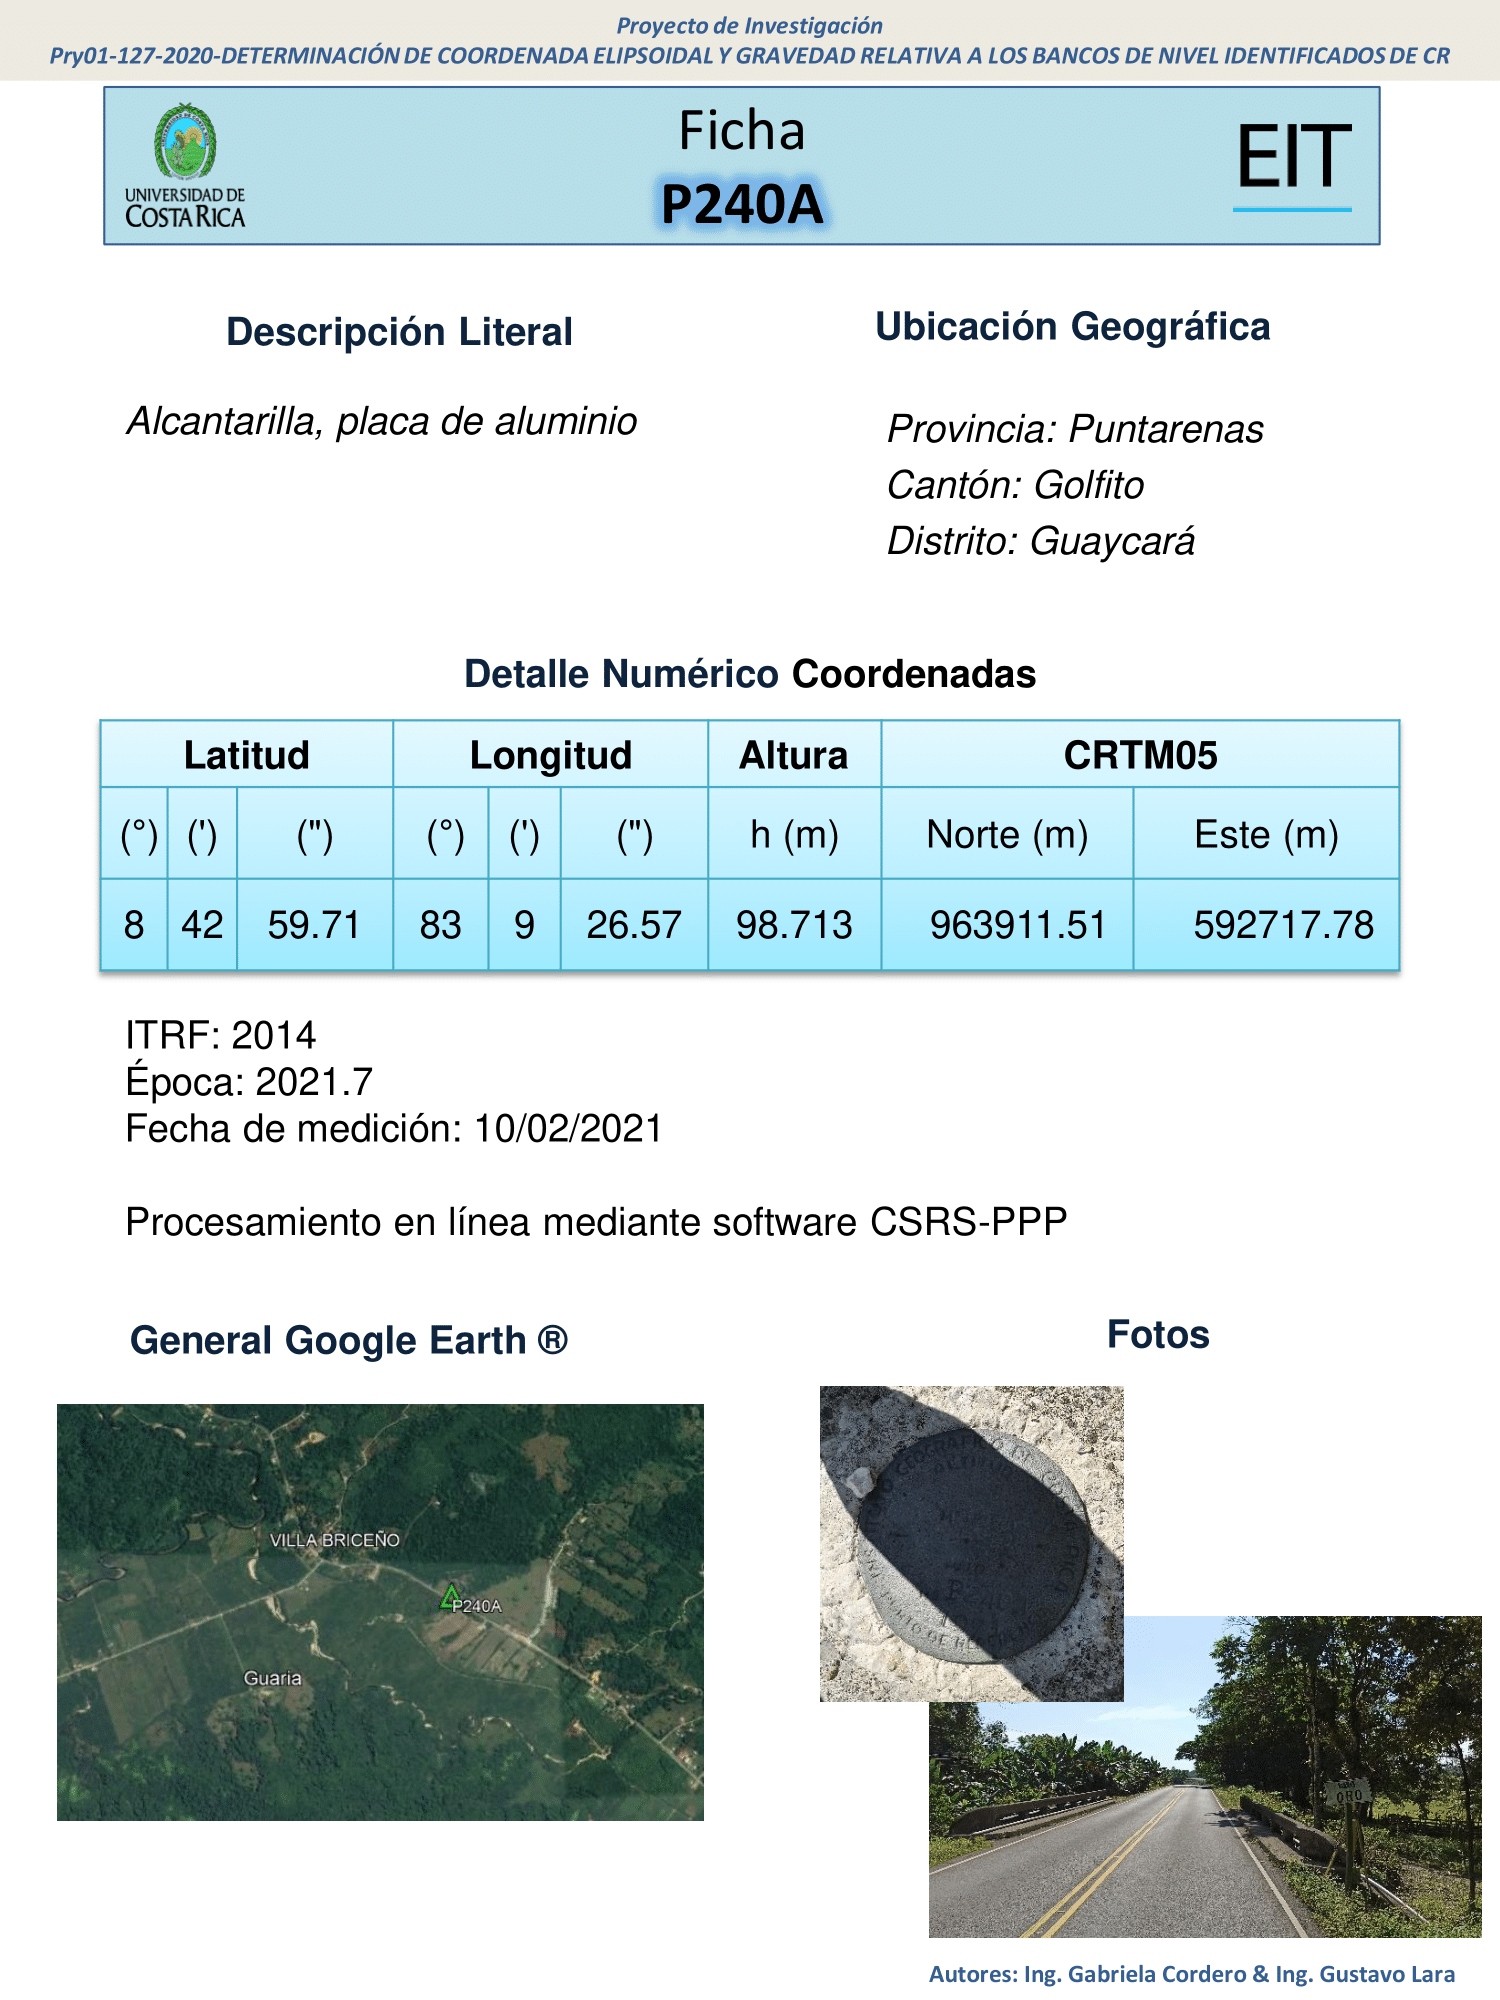 Proyecto de Investigación
Pry01-127-2020-DETERMINACIÓN DE COORDENADA ELIPSOIDAL Y GRAVEDAD RELATIVA A LOS BANCOS DE NIVEL IDENTIFICADOS DE CR
UNIVERSIDAD DE
COSTA RICA
Ficha
P240A
EIT
Descripción Literal
Alcantarilla, placa de aluminio
Ubicación Geográfica
Provincia: Puntarenas
Cantón: Golfito
Distrito: Guaycará
Detalle Numérico Coordenadas
Latitud Longitud Altura CRTM05
(°) (') (") (°) (') (") h (m) Norte (m) Este (m)
8 42 59.71 83 9 26.57 98.713 963911.51 592717.78
ITRF: 2014
Época: 2021.7
Fecha de medición: 10/02/2021
Procesamiento en línea mediante software CSRS-PPP
General Google Earth ®
VILLA BRICEÑO
P240A
Guaria
Fotos
ORO
Autores: Ing. Gabriela Cordero & Ing. Gustavo Lara